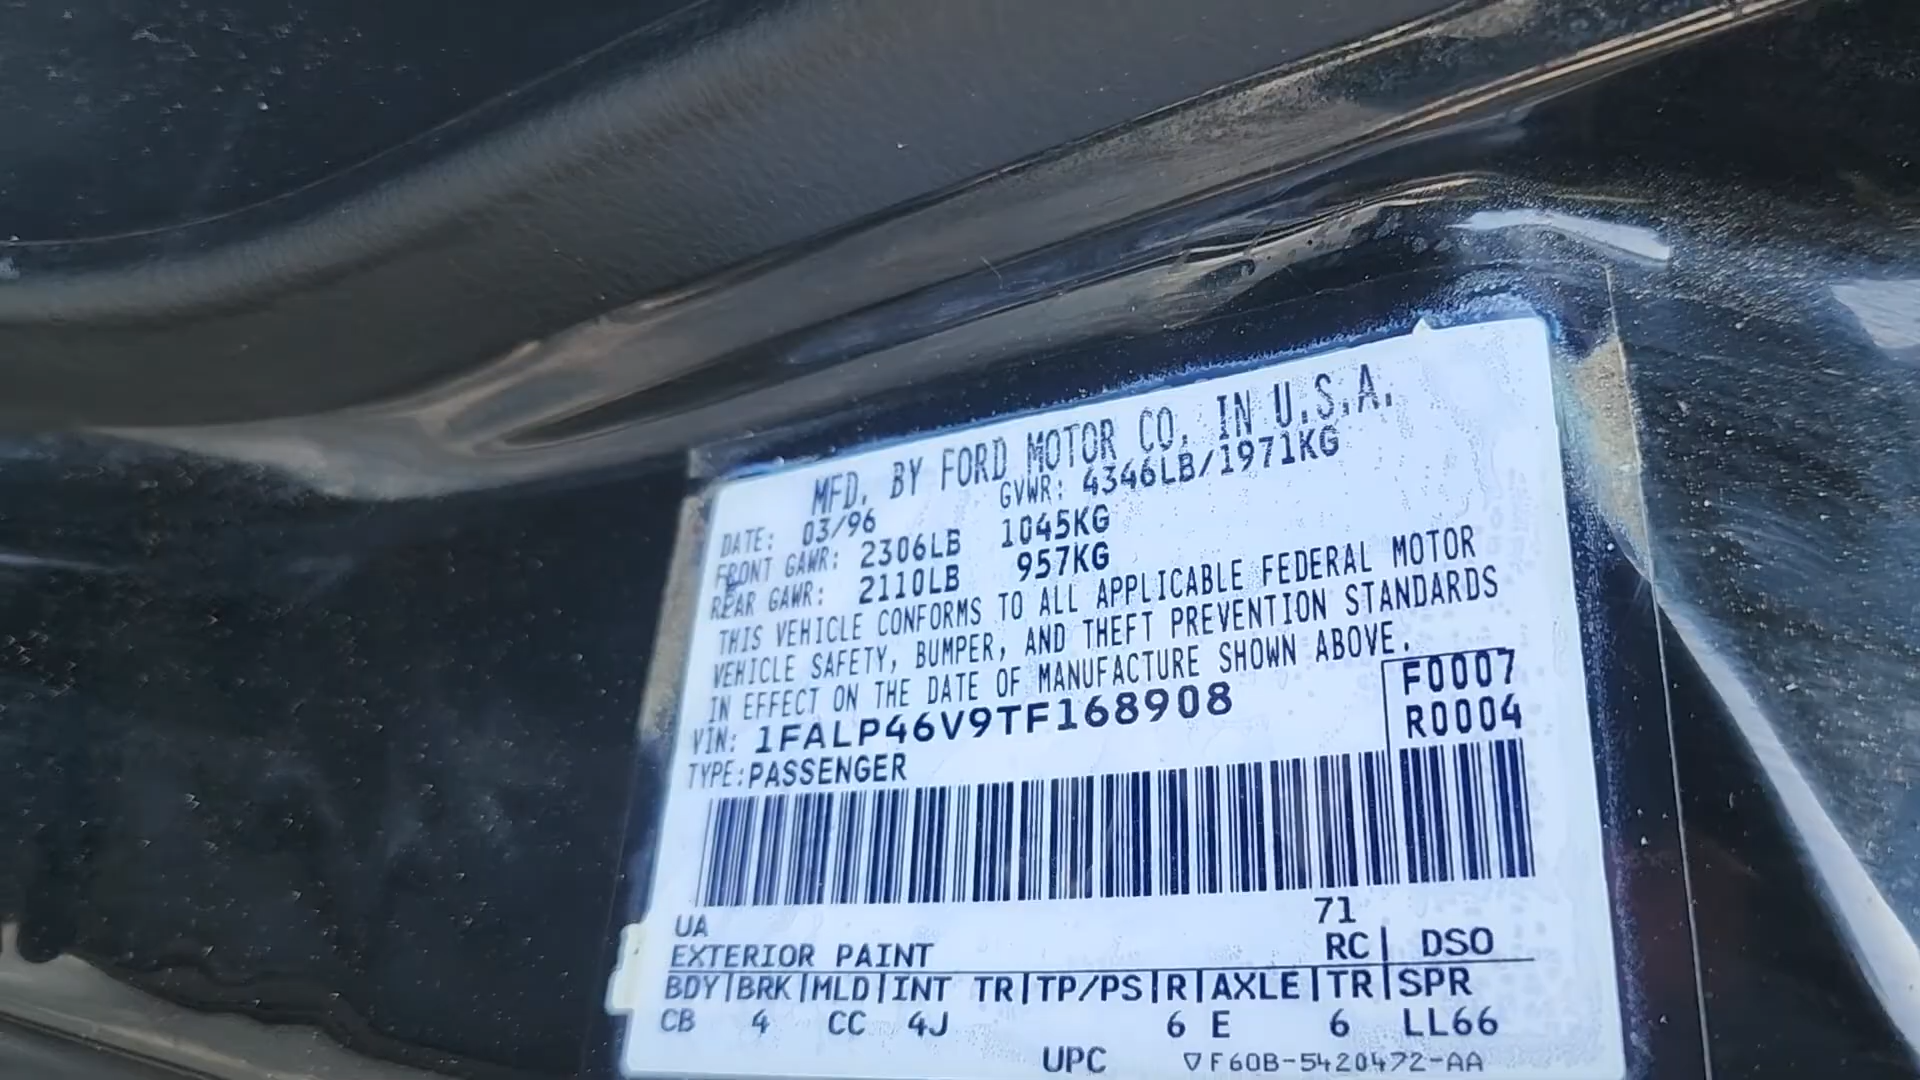 MFD. BY FORD MOTOR CO. IN U.S.A.
DATE: 03/96 GVWR: 4346LB/1971KG
FRONT GAWR: 2306LB 1045KG
REAR GAWR: 2110LB 957KG
THIS VEHICLE CONFORMS TO ALL APPLICABLE FEDERAL MOTOR
VEHICLE SAFETY, BUMPER, AND THEFT PREVENTION STANDARDS
IN EFFECT ON THE DATE OF MANUFACTURE SHOWN ABOVE.
VIN: 1FALP46V9TF168908 F0007
TYPE:PASSENGER R0004
UA 71
EXTERIOR PAINT RC| DSO
BDY|BRK|MLD|INT TR|TP/PS|R|AXLE|TR|SPR
CB 4 CC 4J 6 E 6 LL66
UPC ▽F60B-5420472-AA